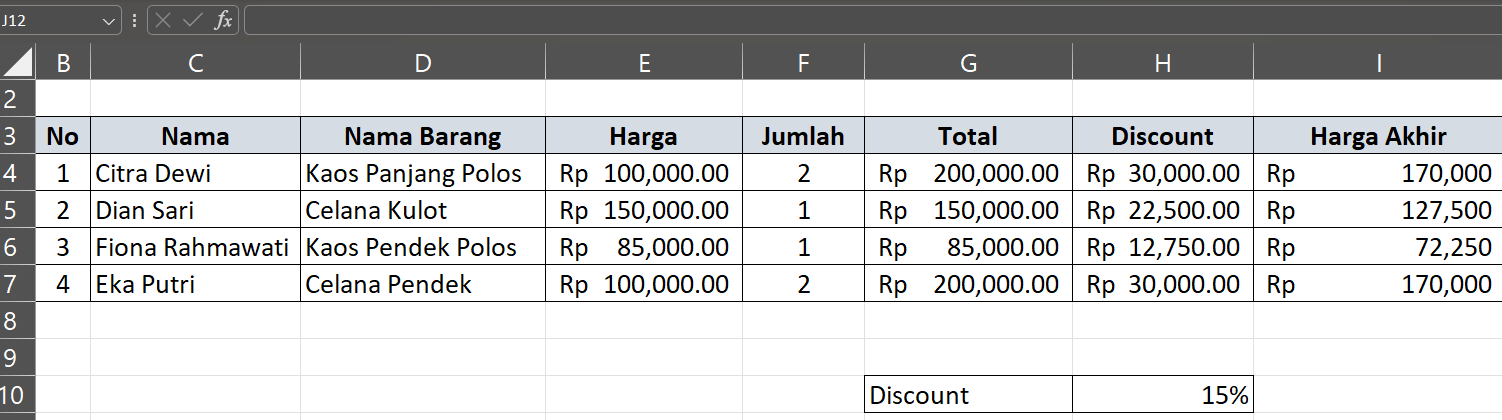 J12 fx
B C D E F G H I
2
3 No Nama Nama Barang Harga Jumlah Total Discount Harga Akhir
4 1 Citra Dewi Kaos Panjang Polos Rp 100,000.00 2 Rp 200,000.00 Rp 30,000.00 Rp 170,000
5 2 Dian Sari Celana Kulot Rp 150,000.00 1 Rp 150,000.00 Rp 22,500.00 Rp 127,500
6 3 Fiona Rahmawati Kaos Pendek Polos Rp 85,000.00 1 Rp 85,000.00 Rp 12,750.00 Rp 72,250
7 4 Eka Putri Celana Pendek Rp 100,000.00 2 Rp 200,000.00 Rp 30,000.00 Rp 170,000
8
9
10 Discount 15%